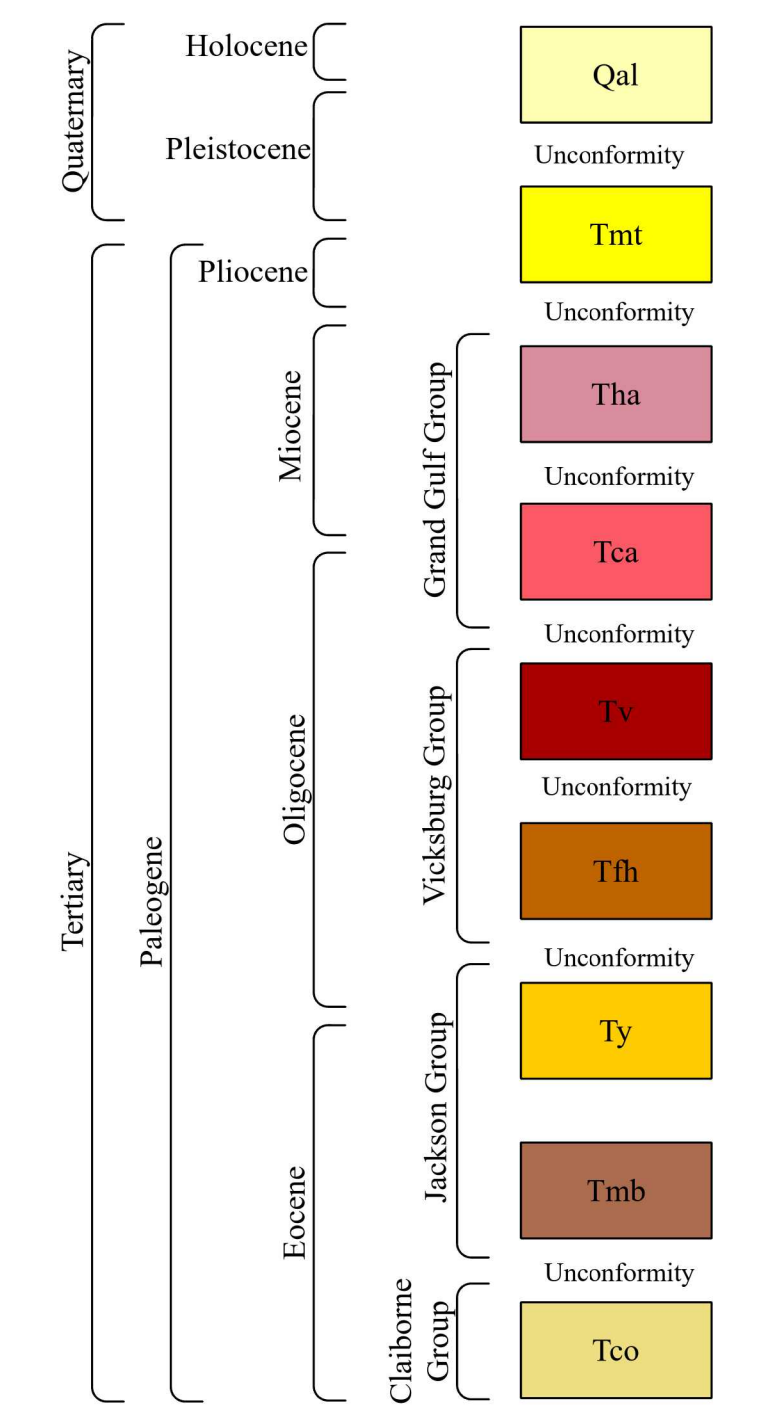 Quaternary
Holocene
Pleistocene
Tertiary
Paleogene
Pliocene
Miocene
Oligocene
Eocene
Grand Gulf Group
Vicksburg Group
Jackson Group
Claiborne
Group
Qal
Unconformity
Tmt
Unconformity
Tha
Unconformity
Tca
Unconformity
Tv
Unconformity
Tfh
Unconformity
Ty
Tmb
Unconformity
Tco